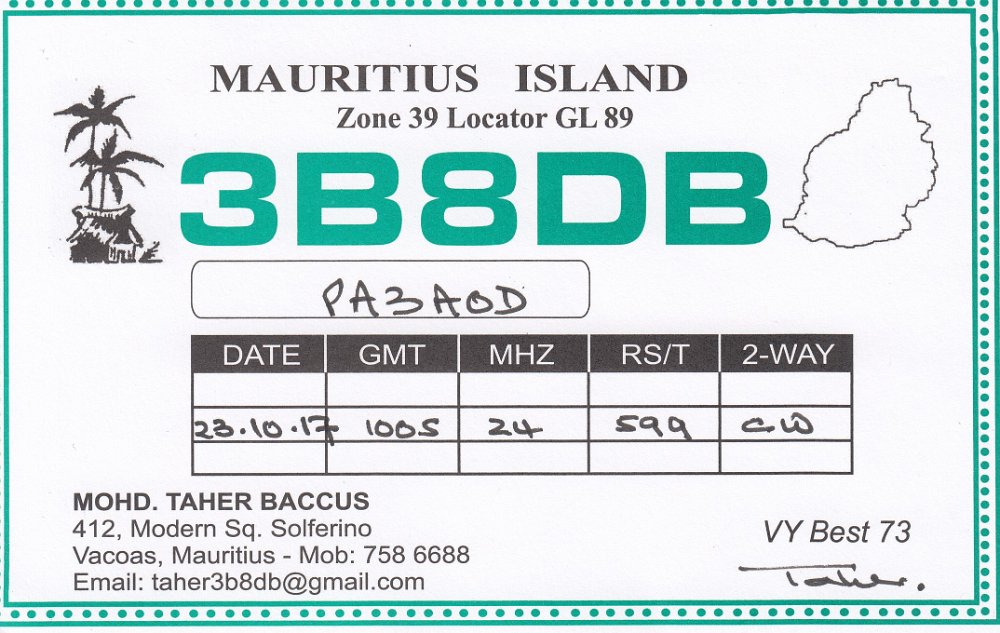 MAURITIUS ISLAND
Zone 39 Locator GL 89
3B8DB
PA3AOD
DATE GMT MHZ RS/T 2-WAY
23.10.17 1005 24 599 CW
MOHD. TAHER BACCUS
412, Modern Sq. Solferino
Vacoas, Mauritius - Mob: 758 6688
Email: taher3b8db@gmail.com
VY Best 73
Taher.